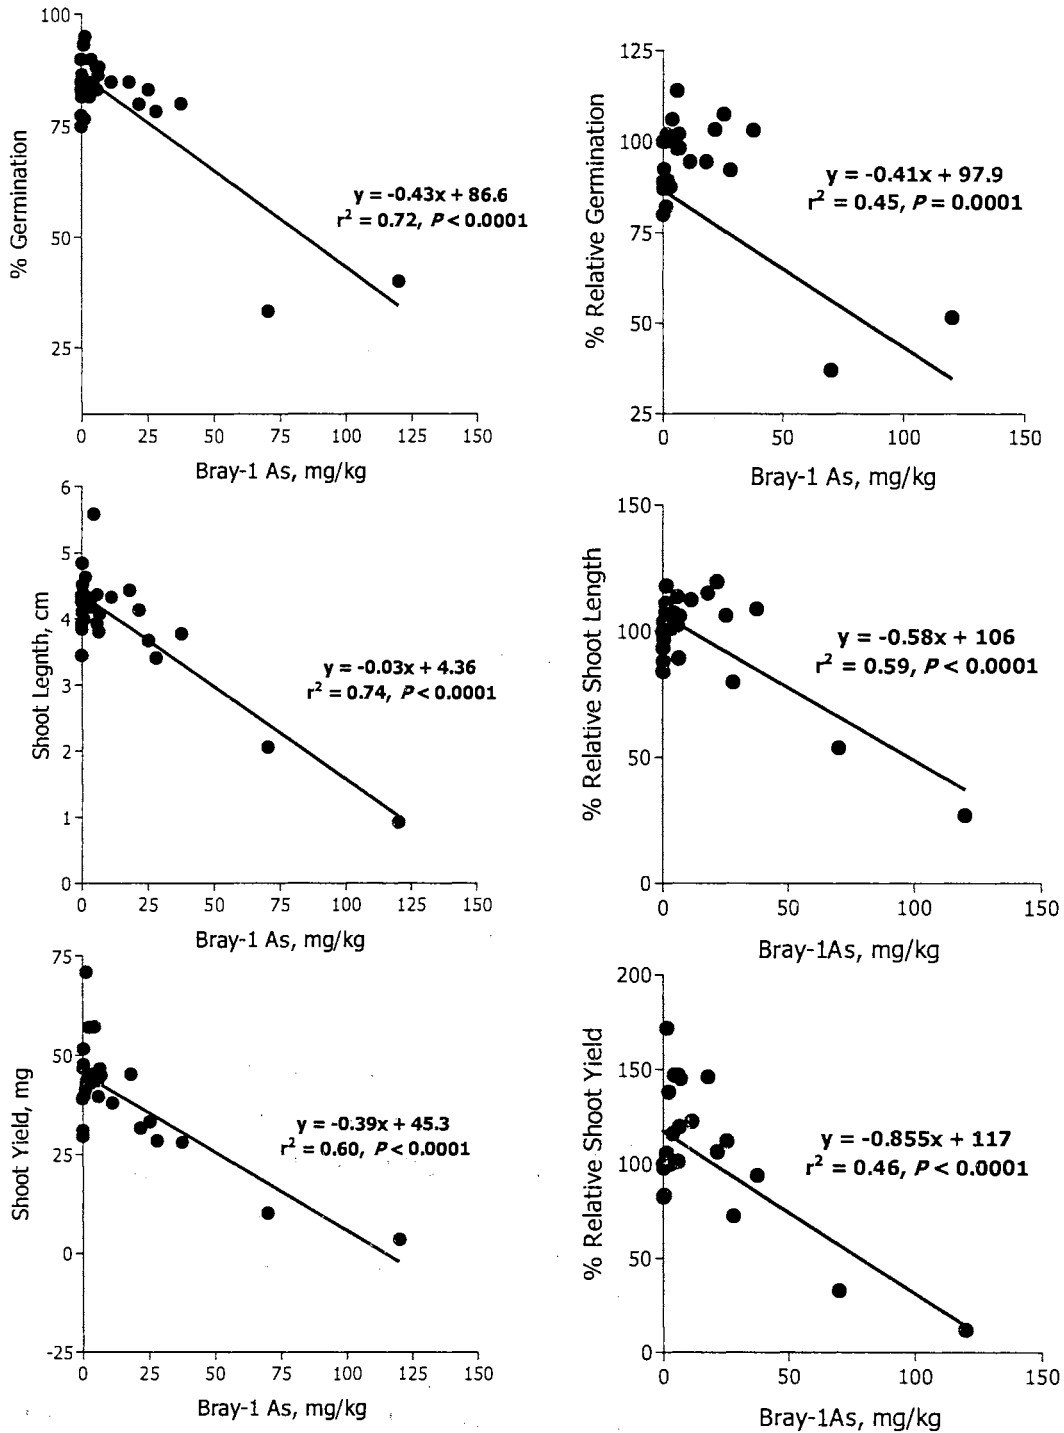 100
75
50
25
% Germination
y = -0.43x + 86.6
r² = 0.72, P < 0.0001
0 25 50 75 100 125 150
Bray-1 As, mg/kg
125
100
75
50
25
% Relative Germination
y = -0.41x + 97.9
r² = 0.45, P = 0.0001
0 50 100 150
Bray-1 As, mg/kg
6
5
4
3
2
1
0
Shoot Legnth, cm
y = -0.03x + 4.36
r² = 0.74, P < 0.0001
0 25 50 75 100 125 150
Bray-1 As, mg/kg
150
100
50
0
% Relative Shoot Length
y = -0.58x + 106
r² = 0.59, P < 0.0001
0 50 100 150
Bray-1As, mg/kg
75
50
25
0
-25
Shoot Yield, mg
y = -0.39x + 45.3
r² = 0.60, P < 0.0001
0 25 50 75 100 125 150
Bray-1 As, mg/kg
200
150
100
50
0
% Relative Shoot Yield
y = -0.855x + 117
r² = 0.46, P < 0.0001
0 50 100 150
Bray-1As, mg/kg